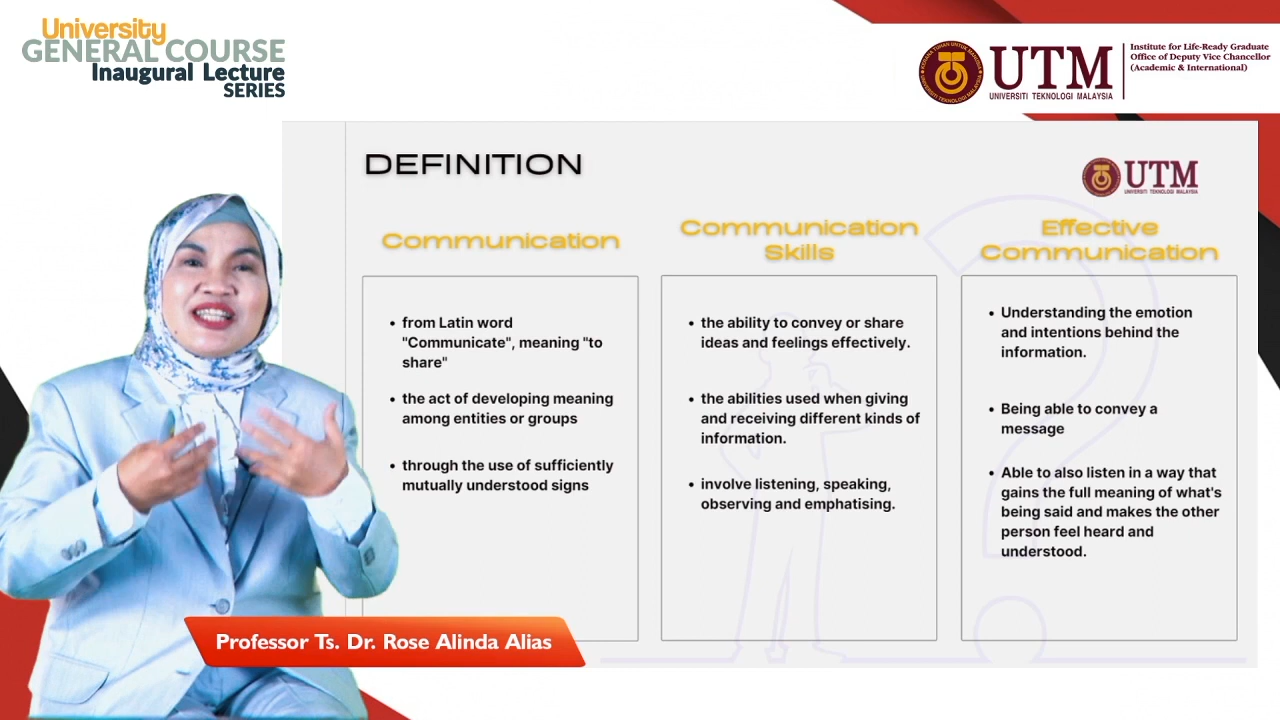 University
GENERAL COURSE
Inaugural Lecture
SERIES
UTM
UNIVERSITI TEKNOLOGI MALAYSIA
Institute for Life-Ready Graduate
Office of Deputy Vice Chancellor
(Academic & International)
DEFINITION
UTM
UNIVERSITI TEKNOLOGI MALAYSIA
Communication
• from Latin word
"Communicate", meaning "to
share"
• the act of developing meaning
among entities or groups
• through the use of sufficiently
mutually understood signs
Communication
Skills
• the ability to convey or share
ideas and feelings effectively.
• the abilities used when giving
and receiving different kinds of
information.
• involve listening, speaking,
observing and emphatising.
Effective
Communication
• Understanding the emotion
and intentions behind the
information.
• Being able to convey a
message
• Able to also listen in a way that
gains the full meaning of what's
being said and makes the other
person feel heard and
understood.
Professor Ts. Dr. Rose Alinda Alias